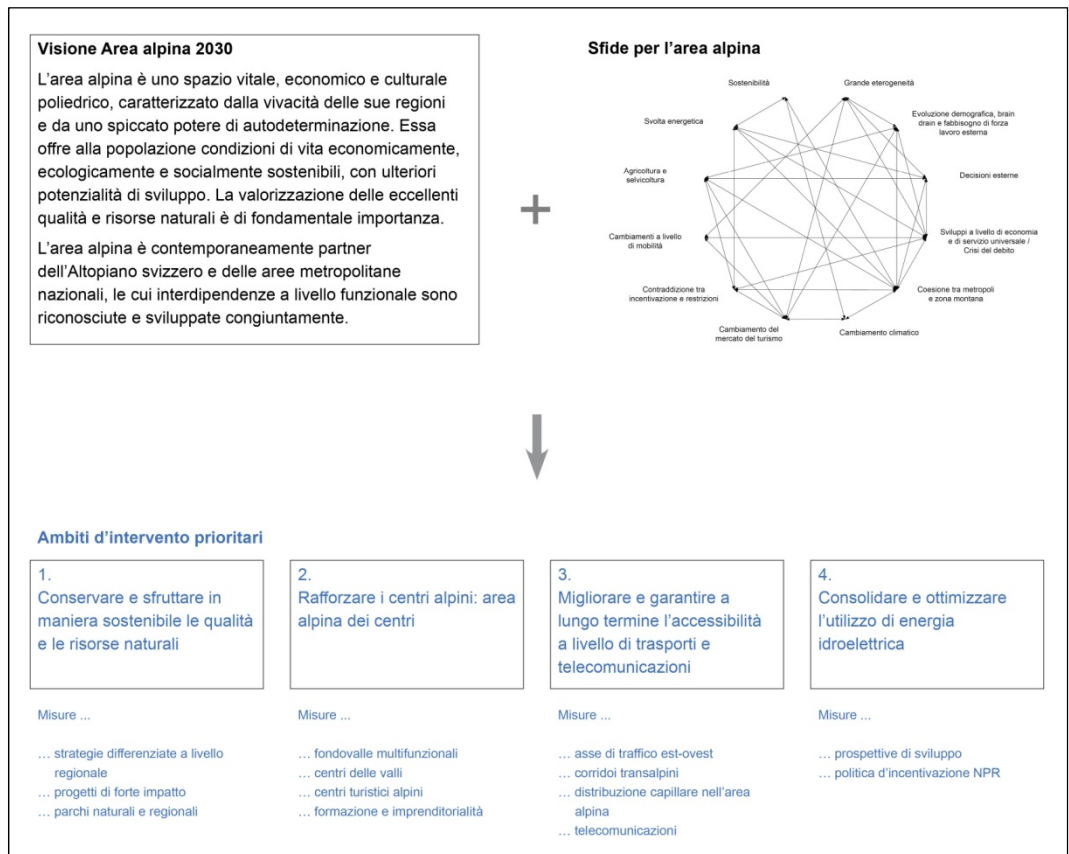 Visione Area alpina 2030
L'area alpina è uno spazio vitale, economico e culturale
poliedrico, caratterizzato dalla vivacità delle sue regioni
e da uno spiccato potere di autodeterminazione. Essa
offre alla popolazione condizioni di vita economicamente,
ecologicamente e socialmente sostenibili, con ulteriori
potenzialità di sviluppo. La valorizzazione delle eccellenti
qualità e risorse naturali è di fondamentale importanza.
L'area alpina è contemporaneamente partner
dell'Altopiano svizzero e delle aree metropolitane
nazionali, le cui interdipendenze a livello funzionale sono
riconosciute e sviluppate congiuntamente.
+
Sfide per l'area alpina
Sostenibilità
Grande eterogeneità
Svolta energetica
Evoluzione demografica, brain
drain e fabbisogno di forza
lavoro esterna
Agricoltura e
selvicoltura
Decisioni esterne
Cambiamenti a livello
di mobilità
Sviluppi a livello di economia
e di servizio universale /
Crisi del debito
Contraddizione tra
incentivazione e restrizioni
Coesione tra metropoli
e zona montana
Cambiamento del
mercato del turismo
Cambiamento climatico
Ambiti d'intervento prioritari
1.
Conservare e sfruttare in
maniera sostenibile le qualità
e le risorse naturali
Misure ...
... strategie differenziate a livello
regionale
... progetti di forte impatto
... parchi naturali e regionali
2.
Rafforzare i centri alpini: area
alpina dei centri
Misure ...
... fondovalle multifunzionali
... centri delle valli
... centri turistici alpini
... formazione e imprenditorialità
3.
Migliorare e garantire a
lungo termine l'accessibilità
a livello di trasporti e
telecomunicazioni
Misure ...
... asse di traffico est-ovest
... corridoi transalpini
... distribuzione capillare nell'area
alpina
... telecomunicazioni
4.
Consolidare e ottimizzare
l'utilizzo di energia
idroelettrica
Misure ...
... prospettive di sviluppo
... politica d'incentivazione NPR